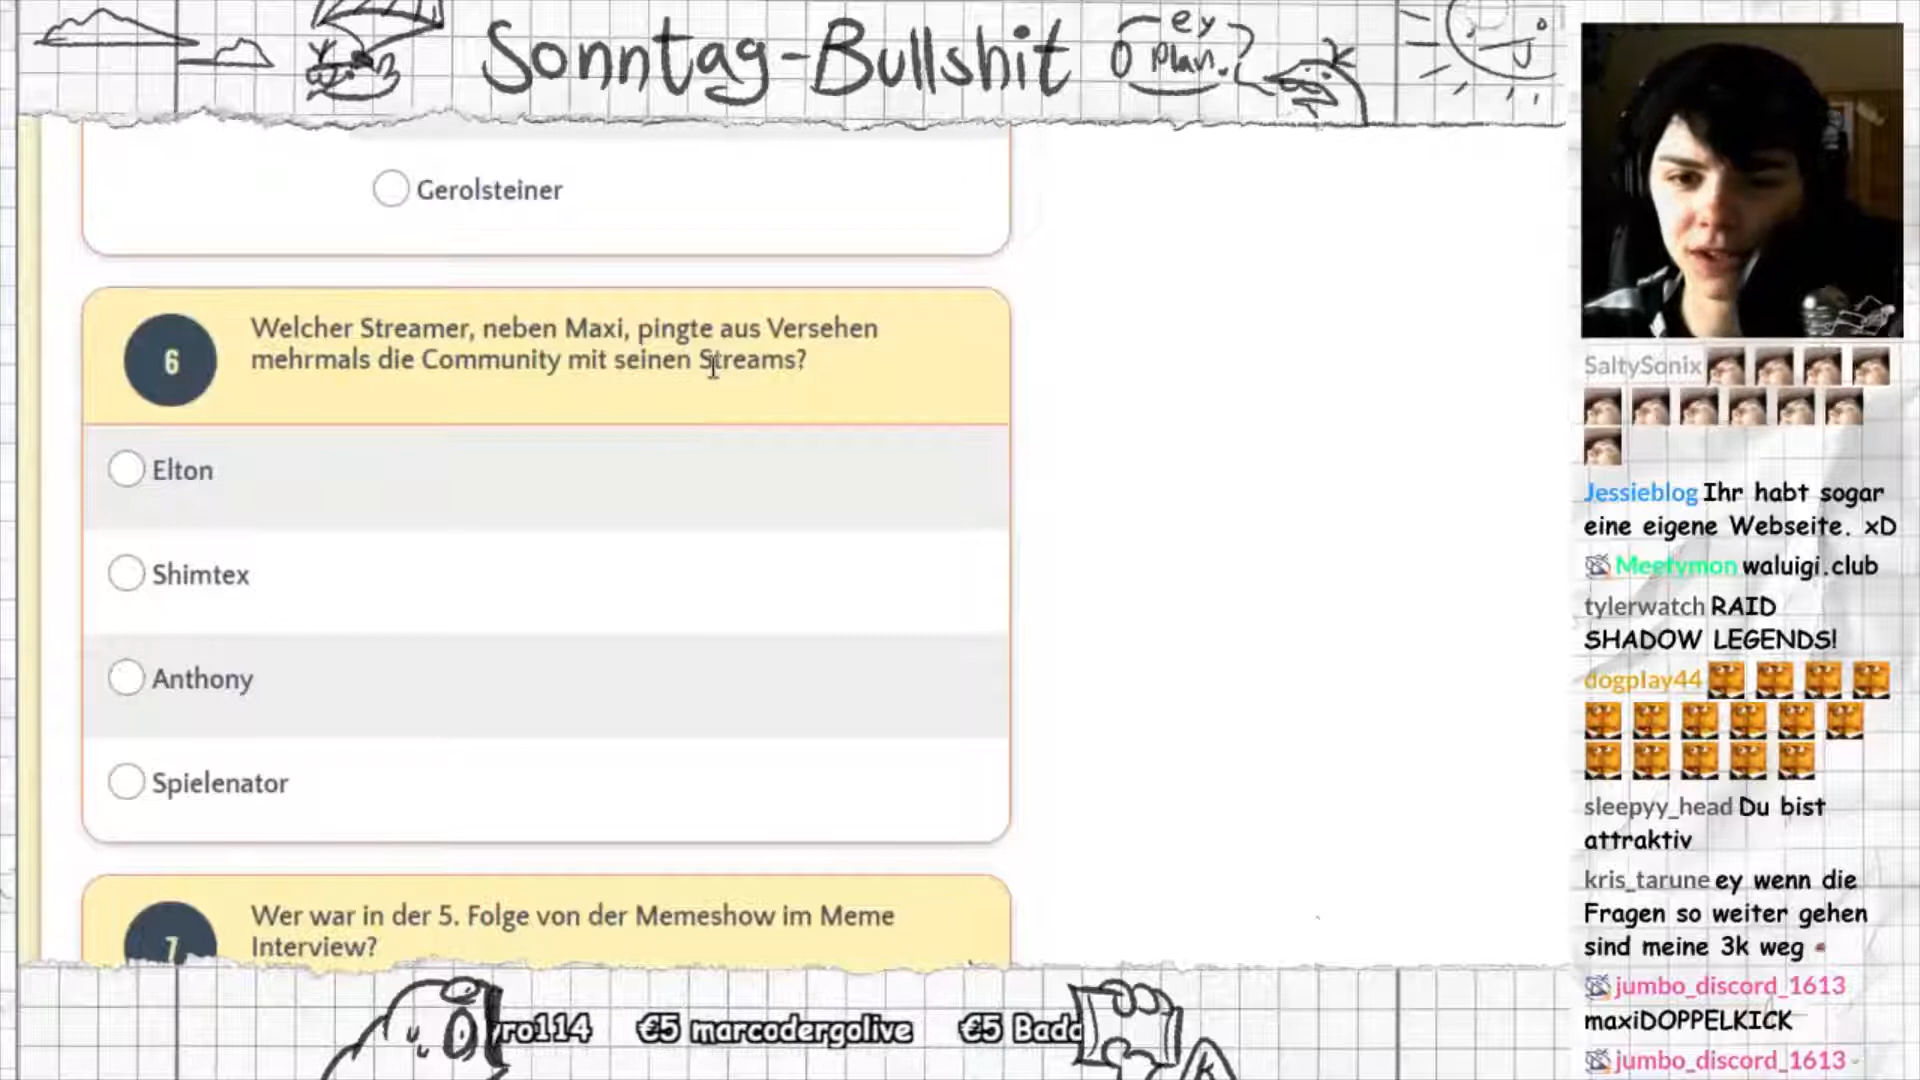 Sonntag-Bullshit
ey
Plan.
Gerolsteiner
6
Welcher Streamer, neben Maxi, pingte aus Versehen
mehrmals die Community mit seinen Streams?
Elton
Shimtex
Anthony
Spielenator
7
Wer war in der 5. Folge von der Memeshow im Meme
Interview?
SaltySonix
Jessieblog Ihr habt sogar
eine eigene Webseite. xD
Meetymon waluigi.club
tylerwatch RAID
SHADOW LEGENDS!
dogplay44
sleepyy_head Du bist
attraktiv
kris_tarune ey wenn die
Fragen so weiter gehen
sind meine 3k weg
jumbo_discord_1613
maxiDOPPELKICK
jumbo_discord_1613
ro114 €5 marcodergolive €5 Bad